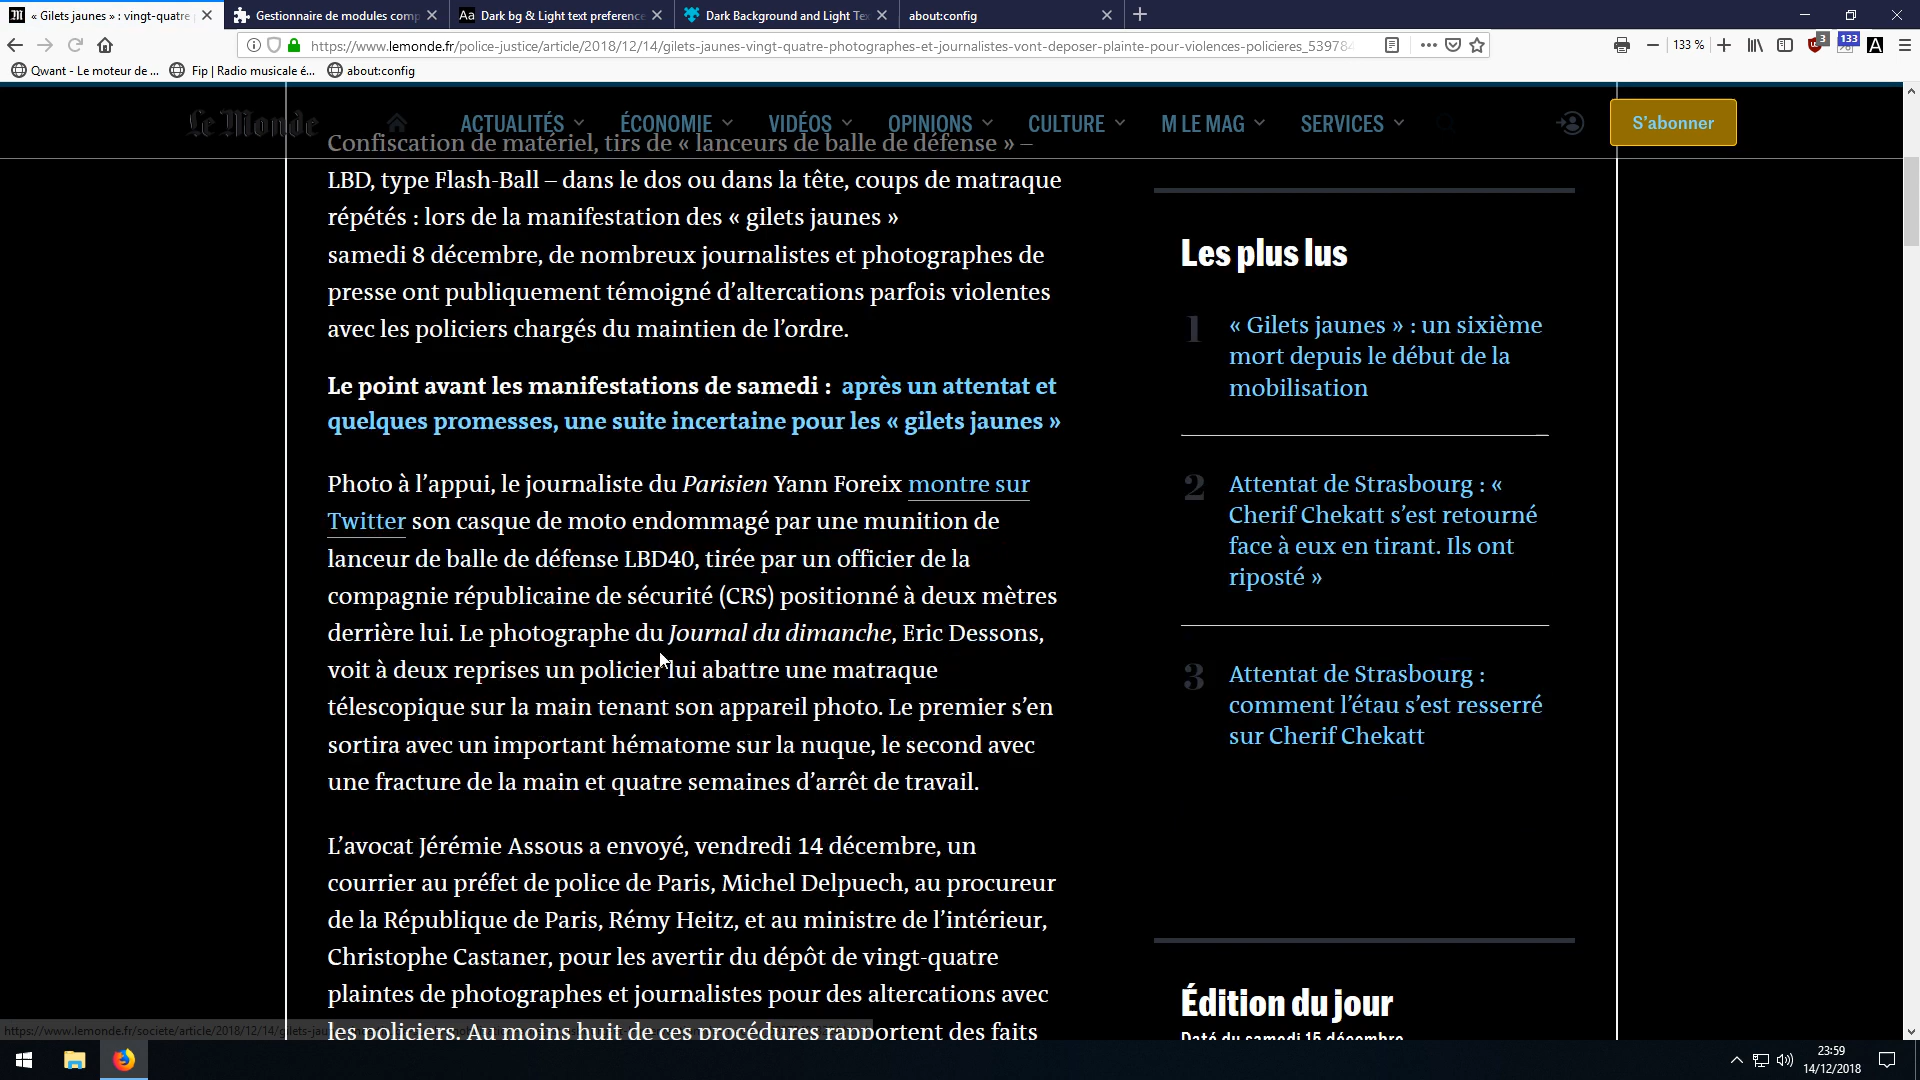 « Gilets jaunes » : vingt-quatre
Gestionnaire de modules comp
Aa Dark bg & Light text preference
Dark Background and Light Te
about:config
https://www.lemonde.fr/police-justice/article/2018/12/14/gilets-jaunes-vingt-quatre-photographes-et-journalistes-vont-deposer-plainte-pour-violences-policieres_53978
133 %
3
133
A
Qwant - Le moteur de ...
Fip | Radio musicale é...
about:config
Le Monde
ACTUALITÉS
ÉCONOMIE
VIDÉOS
OPINIONS
CULTURE
M LE MAG
SERVICES
S’abonner
Confiscation de matériel, tirs de « lanceurs de balle de défense » –
LBD, type Flash-Ball – dans le dos ou dans la tête, coups de matraque
répétés : lors de la manifestation des « gilets jaunes »
samedi 8 décembre, de nombreux journalistes et photographes de
presse ont publiquement témoigné d’altercations parfois violentes
avec les policiers chargés du maintien de l’ordre.
Le point avant les manifestations de samedi : après un attentat et
quelques promesses, une suite incertaine pour les « gilets jaunes »
Photo à l’appui, le journaliste du Parisien Yann Foreix montre sur
Twitter son casque de moto endommagé par une munition de
lanceur de balle de défense LBD40, tirée par un officier de la
compagnie républicaine de sécurité (CRS) positionné à deux mètres
derrière lui. Le photographe du Journal du dimanche, Eric Dessons,
voit à deux reprises un policier lui abattre une matraque
télescopique sur la main tenant son appareil photo. Le premier s’en
sortira avec un important hématome sur la nuque, le second avec
une fracture de la main et quatre semaines d’arrêt de travail.
L’avocat Jérémie Assous a envoyé, vendredi 14 décembre, un
courrier au préfet de police de Paris, Michel Delpuech, au procureur
de la République de Paris, Rémy Heitz, et au ministre de l’intérieur,
Christophe Castaner, pour les avertir du dépôt de vingt-quatre
plaintes de photographes et journalistes pour des altercations avec
les policiers. Au moins huit de ces procédures rapportent des faits
Les plus lus
1
« Gilets jaunes » : un sixième
mort depuis le début de la
mobilisation
2
Attentat de Strasbourg : «
Cherif Chekatt s’est retourné
face à eux en tirant. Ils ont
riposté »
3
Attentat de Strasbourg :
comment l’étau s’est resserré
sur Cherif Chekatt
Édition du jour
Daté du samedi 15 décembre
https://www.lemonde.fr/societe/article/2018/12/14/gilets-jau
23:59
14/12/2018